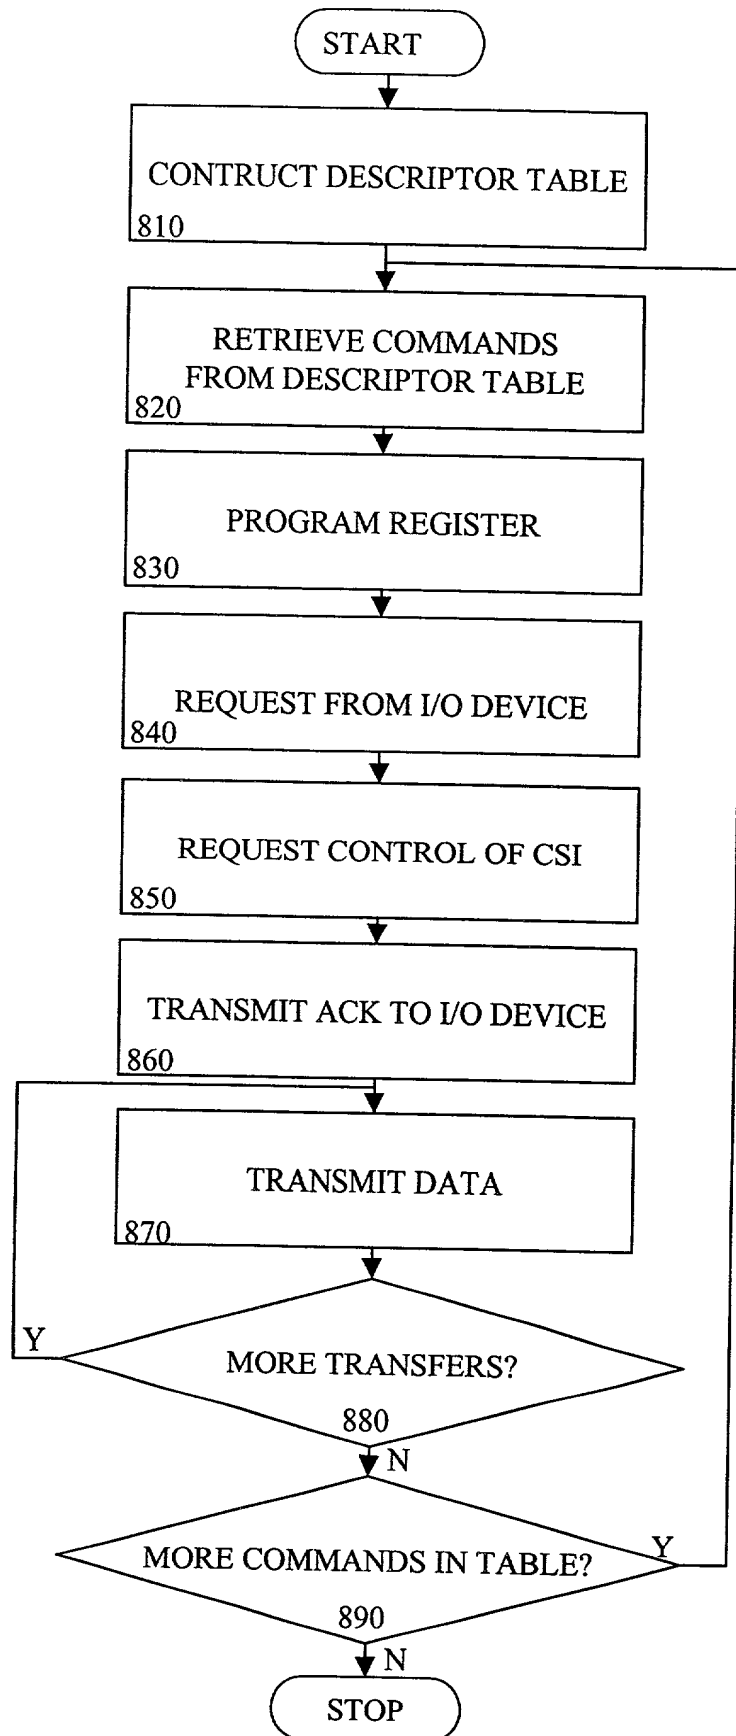 START
CONTRUCT DESCRIPTOR TABLE
810
RETRIEVE COMMANDS
FROM DESCRIPTOR TABLE
820
PROGRAM REGISTER
830
REQUEST FROM I/O DEVICE
840
REQUEST CONTROL OF CSI
850
TRANSMIT ACK TO I/O DEVICE
860
TRANSMIT DATA
870
Y
MORE TRANSFERS?
880
N
MORE COMMANDS IN TABLE?
Y
890
N
STOP